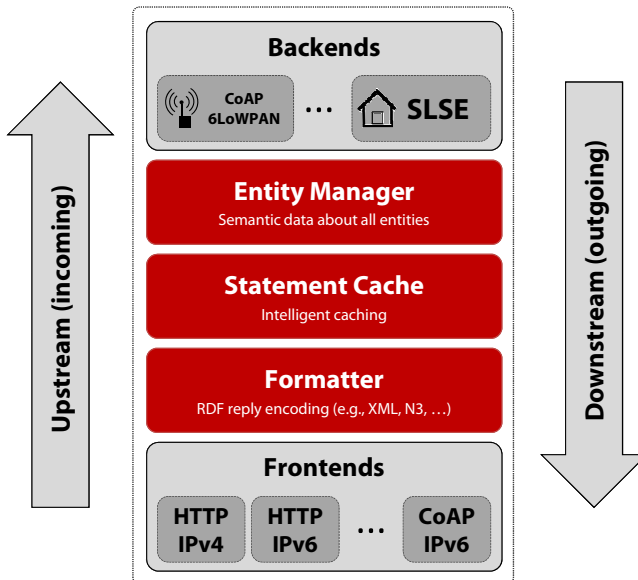 Backends
CoAP
6LoWPAN
...
SLSE
Entity Manager
Semantic data about all entities
Statement Cache
Intelligent caching
Formatter
RDF reply encoding (e.g., XML, N3, …)
Frontends
HTTP
IPv4
HTTP
IPv6
...
CoAP
IPv6
Upstream (incoming)
Downstream (outgoing)